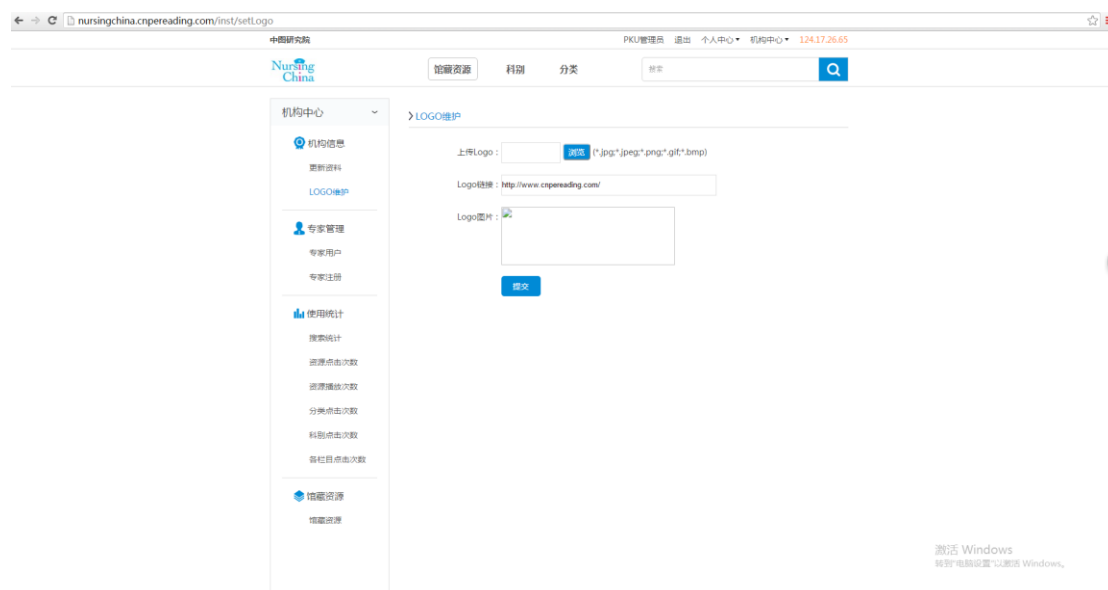 nursingchina.cnpereading.com/inst/setLogo
中图研究院 PKU管理员 退出 个人中心 机构中心 124.17.26.65
Nursing China
馆藏资源 科别 分类 搜索
机构中心
LOGO维护
机构信息
上传Logo： 浏览 (*.jpg;*.jpeg;*.png;*.gif;*.bmp)
更新资料
Logo链接： http://www.cnpereading.com/
LOGO维护
Logo图片：
专家管理
专家用户
专家注册
提交
使用统计
搜索统计
资源点击次数
资源播放次数
分类点击次数
科别点击次数
各栏目点击次数
馆藏资源
馆藏资源
激活 Windows
转到"电脑设置"以激活 Windows。